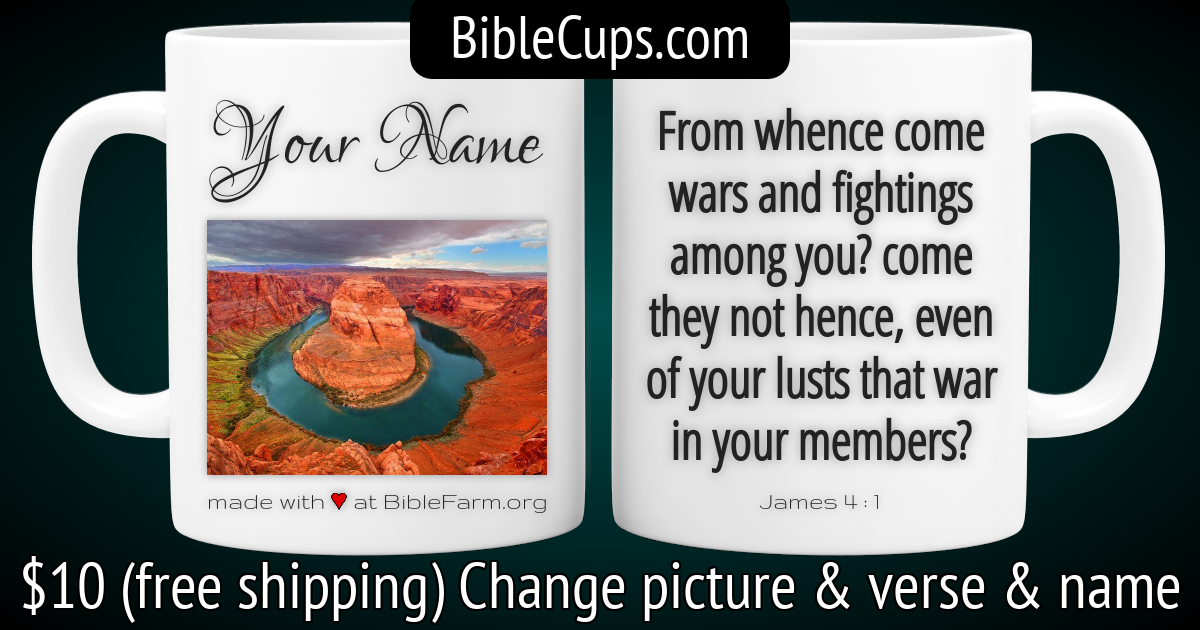 BibleCups.com
Your Name
made with ♥ at BibleFarm.org
From whence come
wars and fightings
among you? come
they not hence, even
of your lusts that war
in your members?
James 4 : 1
$10 (free shipping) Change picture & verse & name